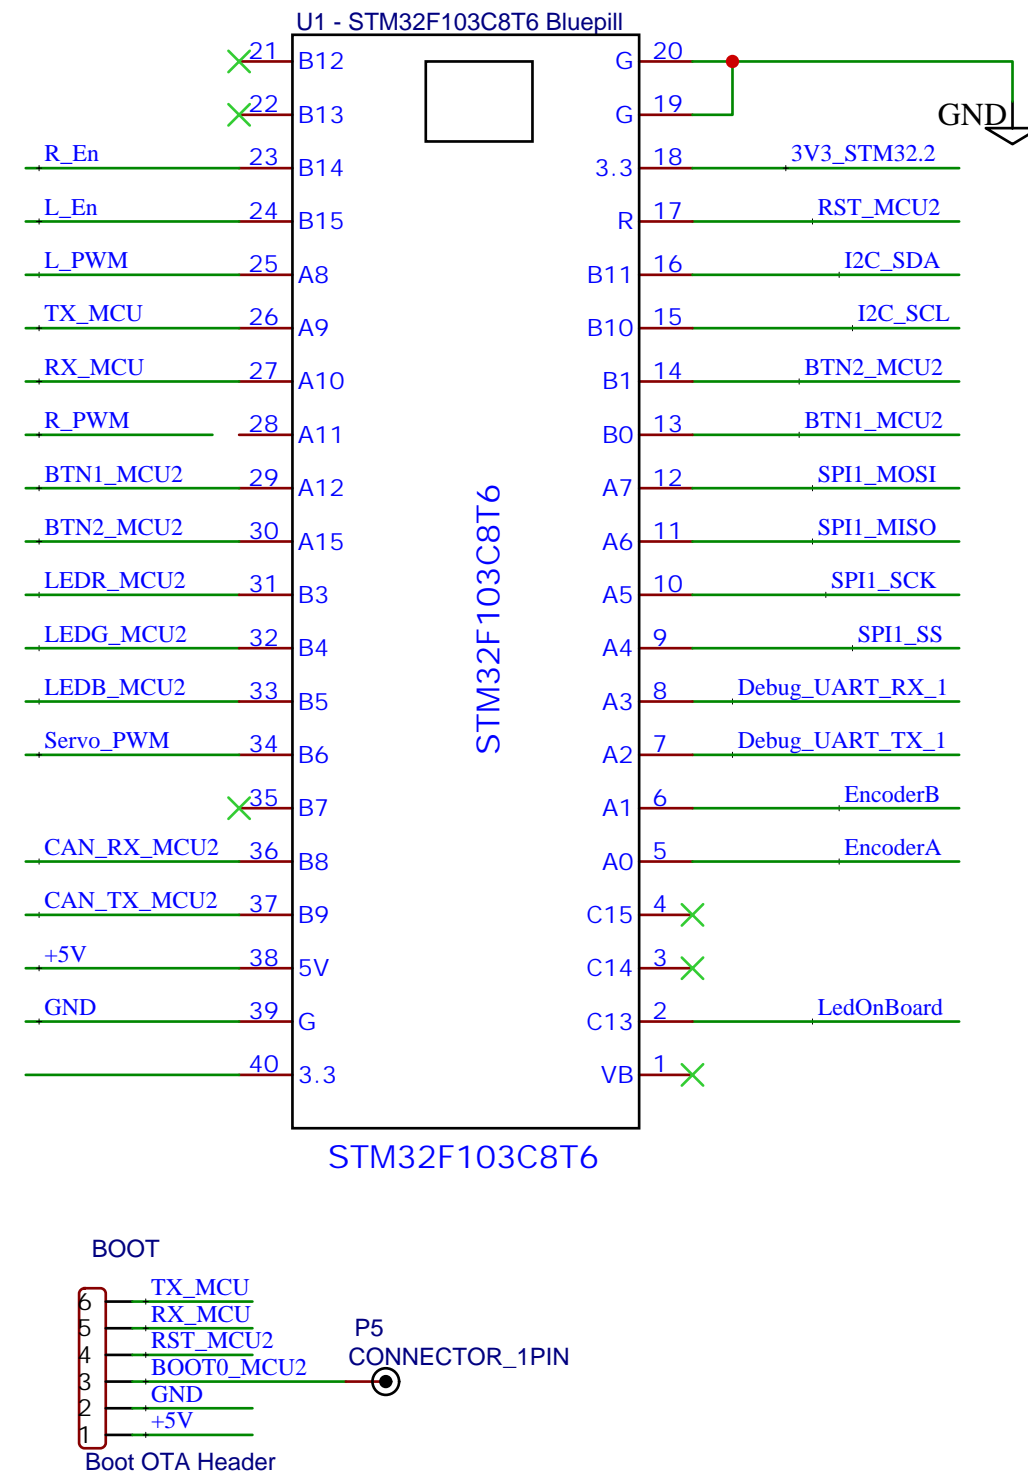 U1 - STM32F103C8T6 Bluepill
21 B12 G 20
22 B13 G 19
GND
R_En 23 B14 3.3 18 3V3_STM32.2
L_En 24 B15 R 17 RST_MCU2
L_PWM 25 A8 B11 16 I2C_SDA
TX_MCU 26 A9 B10 15 I2C_SCL
RX_MCU 27 A10 B1 14 BTN2_MCU2
R_PWM 28 A11 B0 13 BTN1_MCU2
BTN1_MCU2 29 A12 A7 12 SPI1_MOSI
BTN2_MCU2 30 A15 A6 11 SPI1_MISO
LEDR_MCU2 31 B3 A5 10 SPI1_SCK
LEDG_MCU2 32 B4 A4 9 SPI1_SS
LEDB_MCU2 33 B5 A3 8 Debug_UART_RX_1
Servo_PWM 34 B6 A2 7 Debug_UART_TX_1
35 B7 A1 6 EncoderB
CAN_RX_MCU2 36 B8 A0 5 EncoderA
CAN_TX_MCU2 37 B9 C15 4
+5V 38 5V C14 3
GND 39 G C13 2 LedOnBoard
40 3.3 VB 1
STM32F103C8T6
STM32F103C8T6
BOOT
6 TX_MCU
5 RX_MCU
4 RST_MCU2
3 BOOT0_MCU2
2 GND
1 +5V
Boot OTA Header
P5
CONNECTOR_1PIN